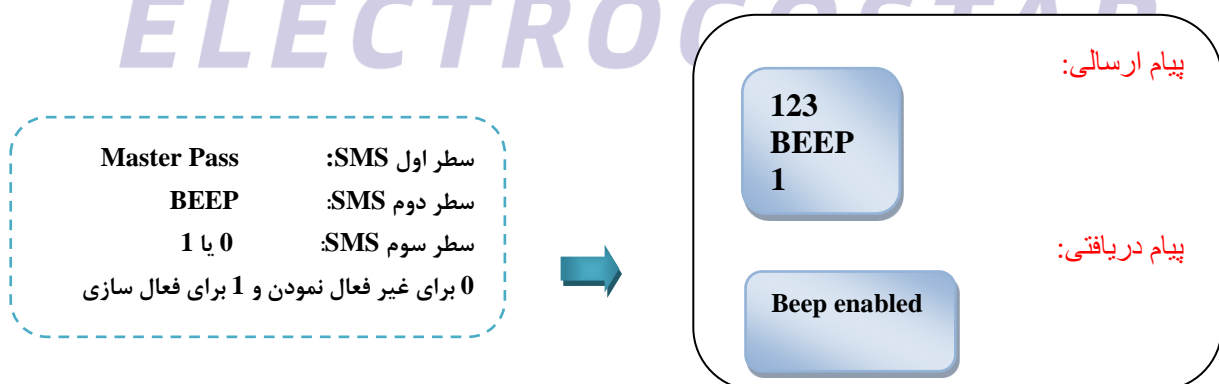 ELECTROCOSTAR
سطر اول SMS: Master Pass
سطر دوم SMS: BEEP
سطر سوم SMS: 0 یا 1
0 برای غیر فعال نمودن و 1 برای فعال سازی
پیام ارسالی:
123
BEEP
1
پیام دریافتی:
Beep enabled